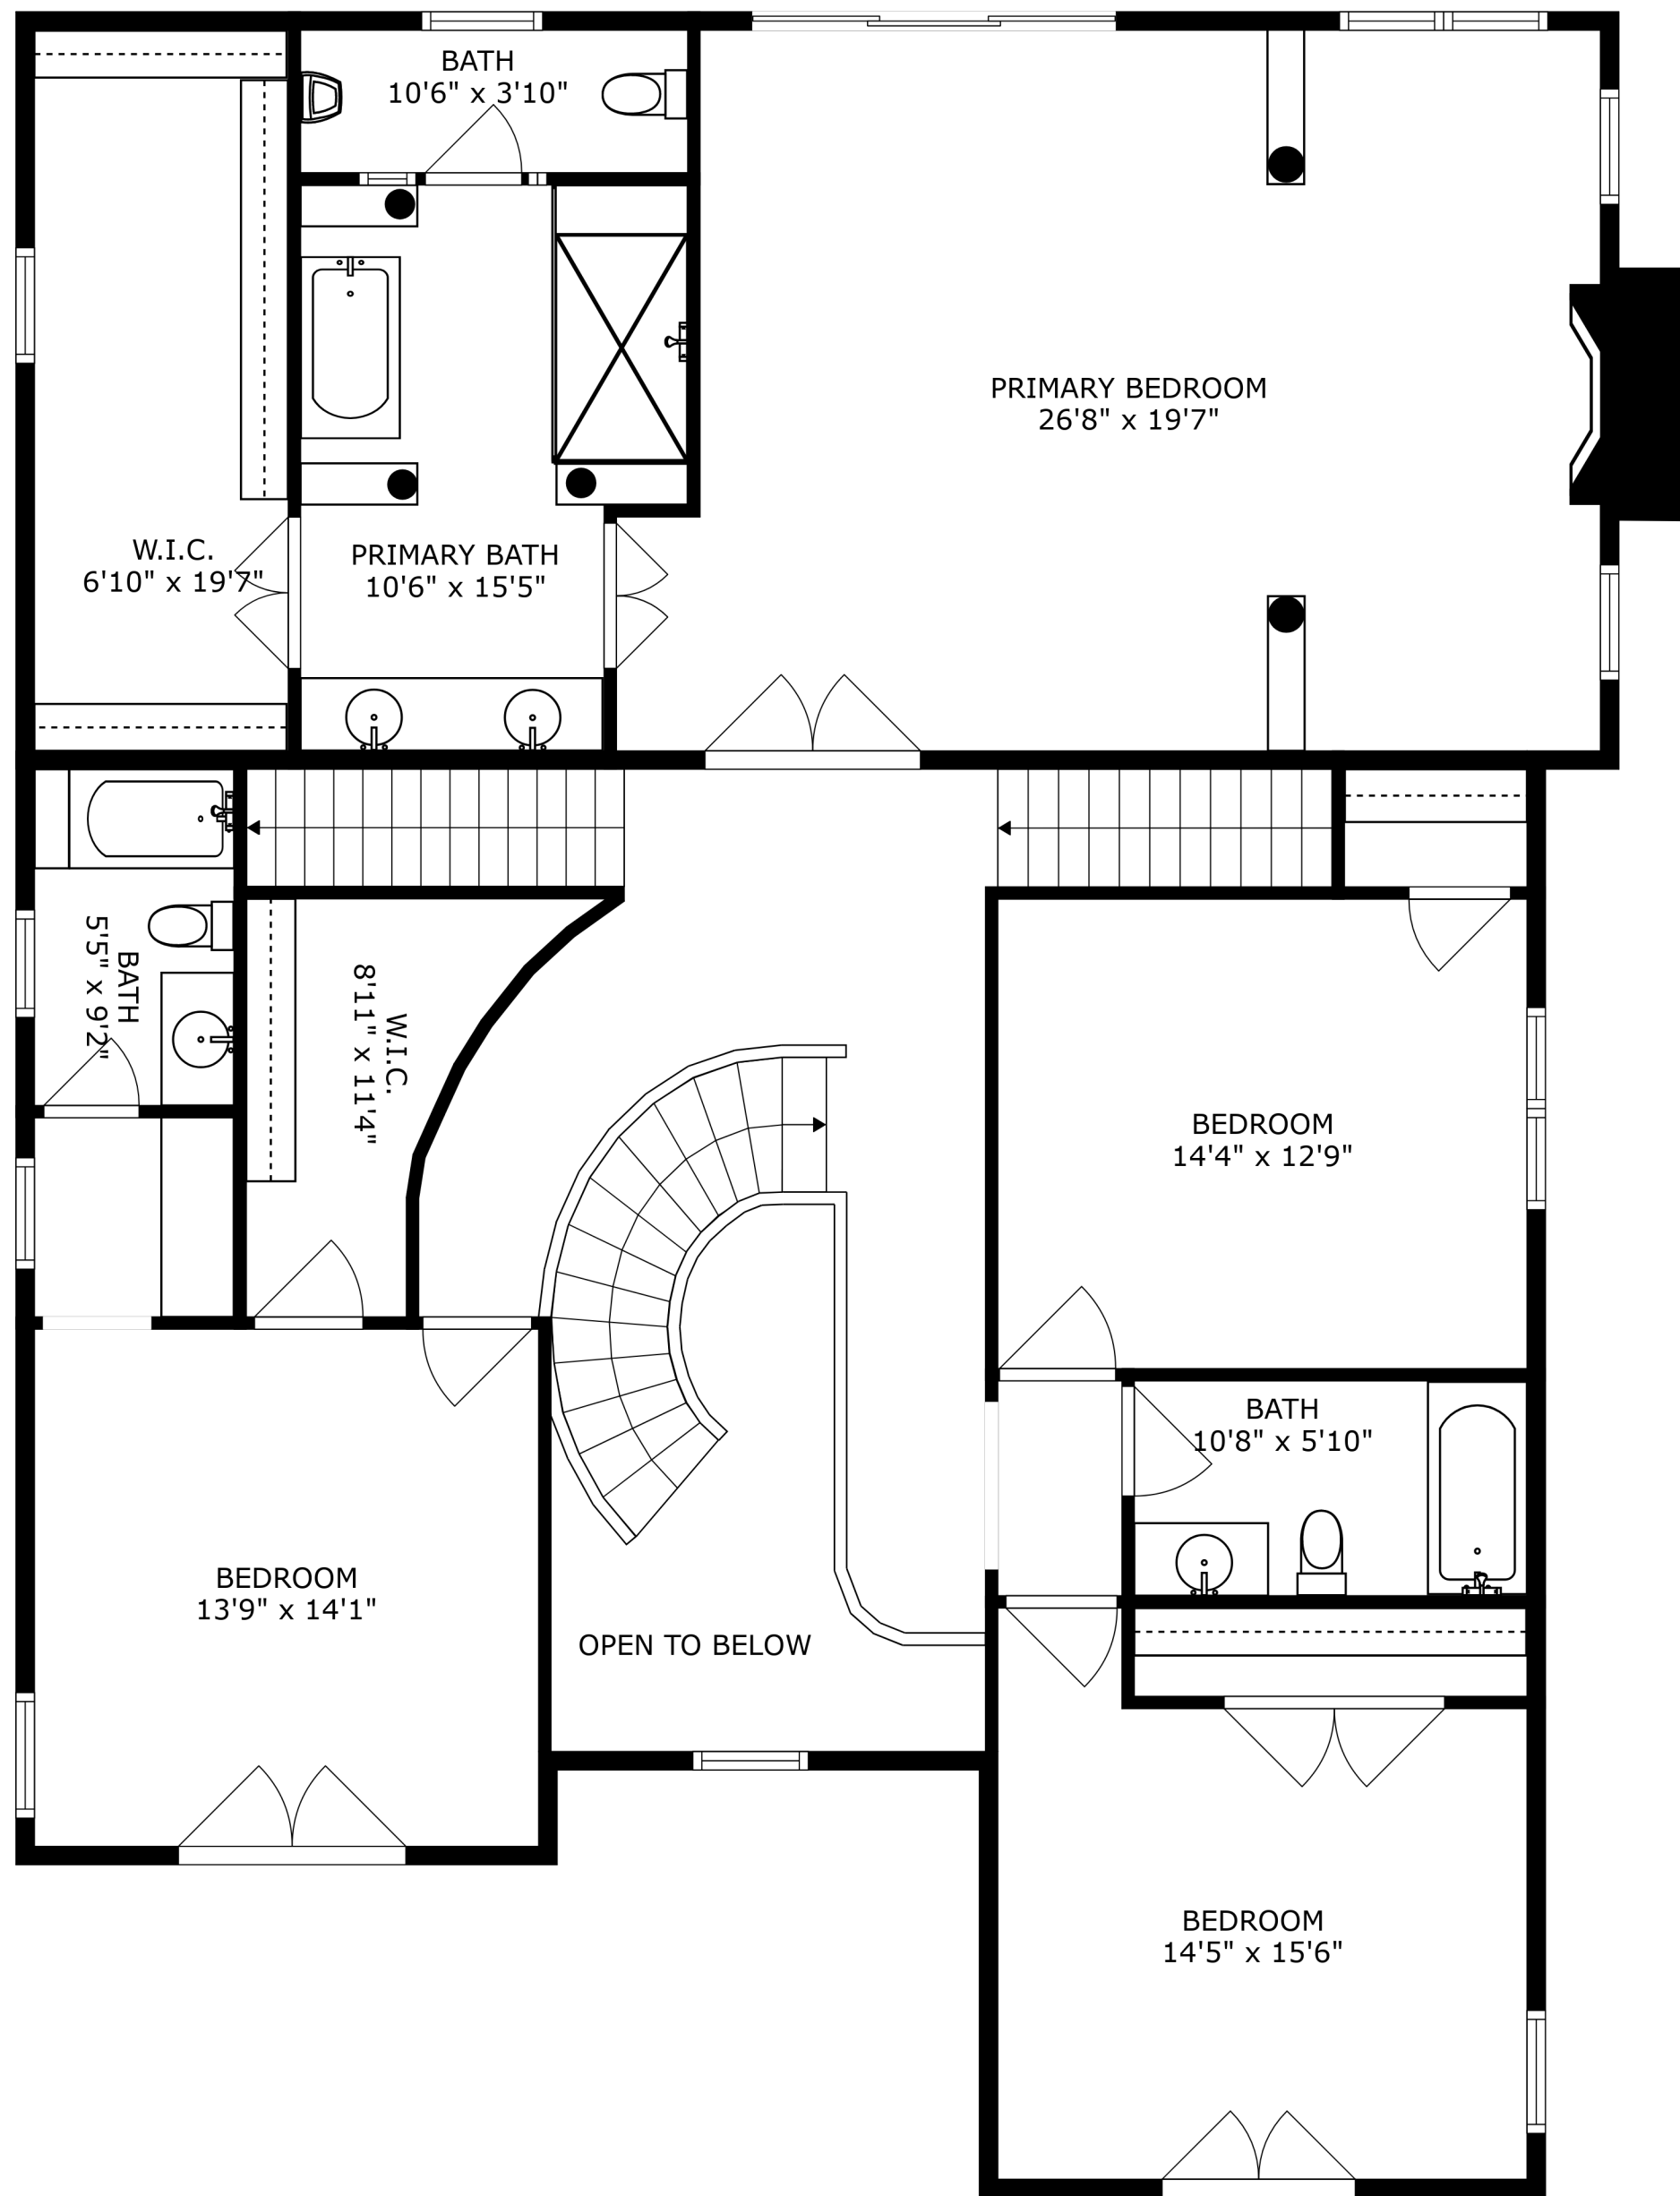 BATH
10'6" x 3'10"
PRIMARY BEDROOM
26'8" x 19'7"
W.I.C.
6'10" x 19'7"
PRIMARY BATH
10'6" x 15'5"
BATH
5'5" x 9'2"
W.I.C.
8'11" x 11'4"
BEDROOM
14'4" x 12'9"
BATH
10'8" x 5'10"
BEDROOM
13'9" x 14'1"
OPEN TO BELOW
BEDROOM
14'5" x 15'6"